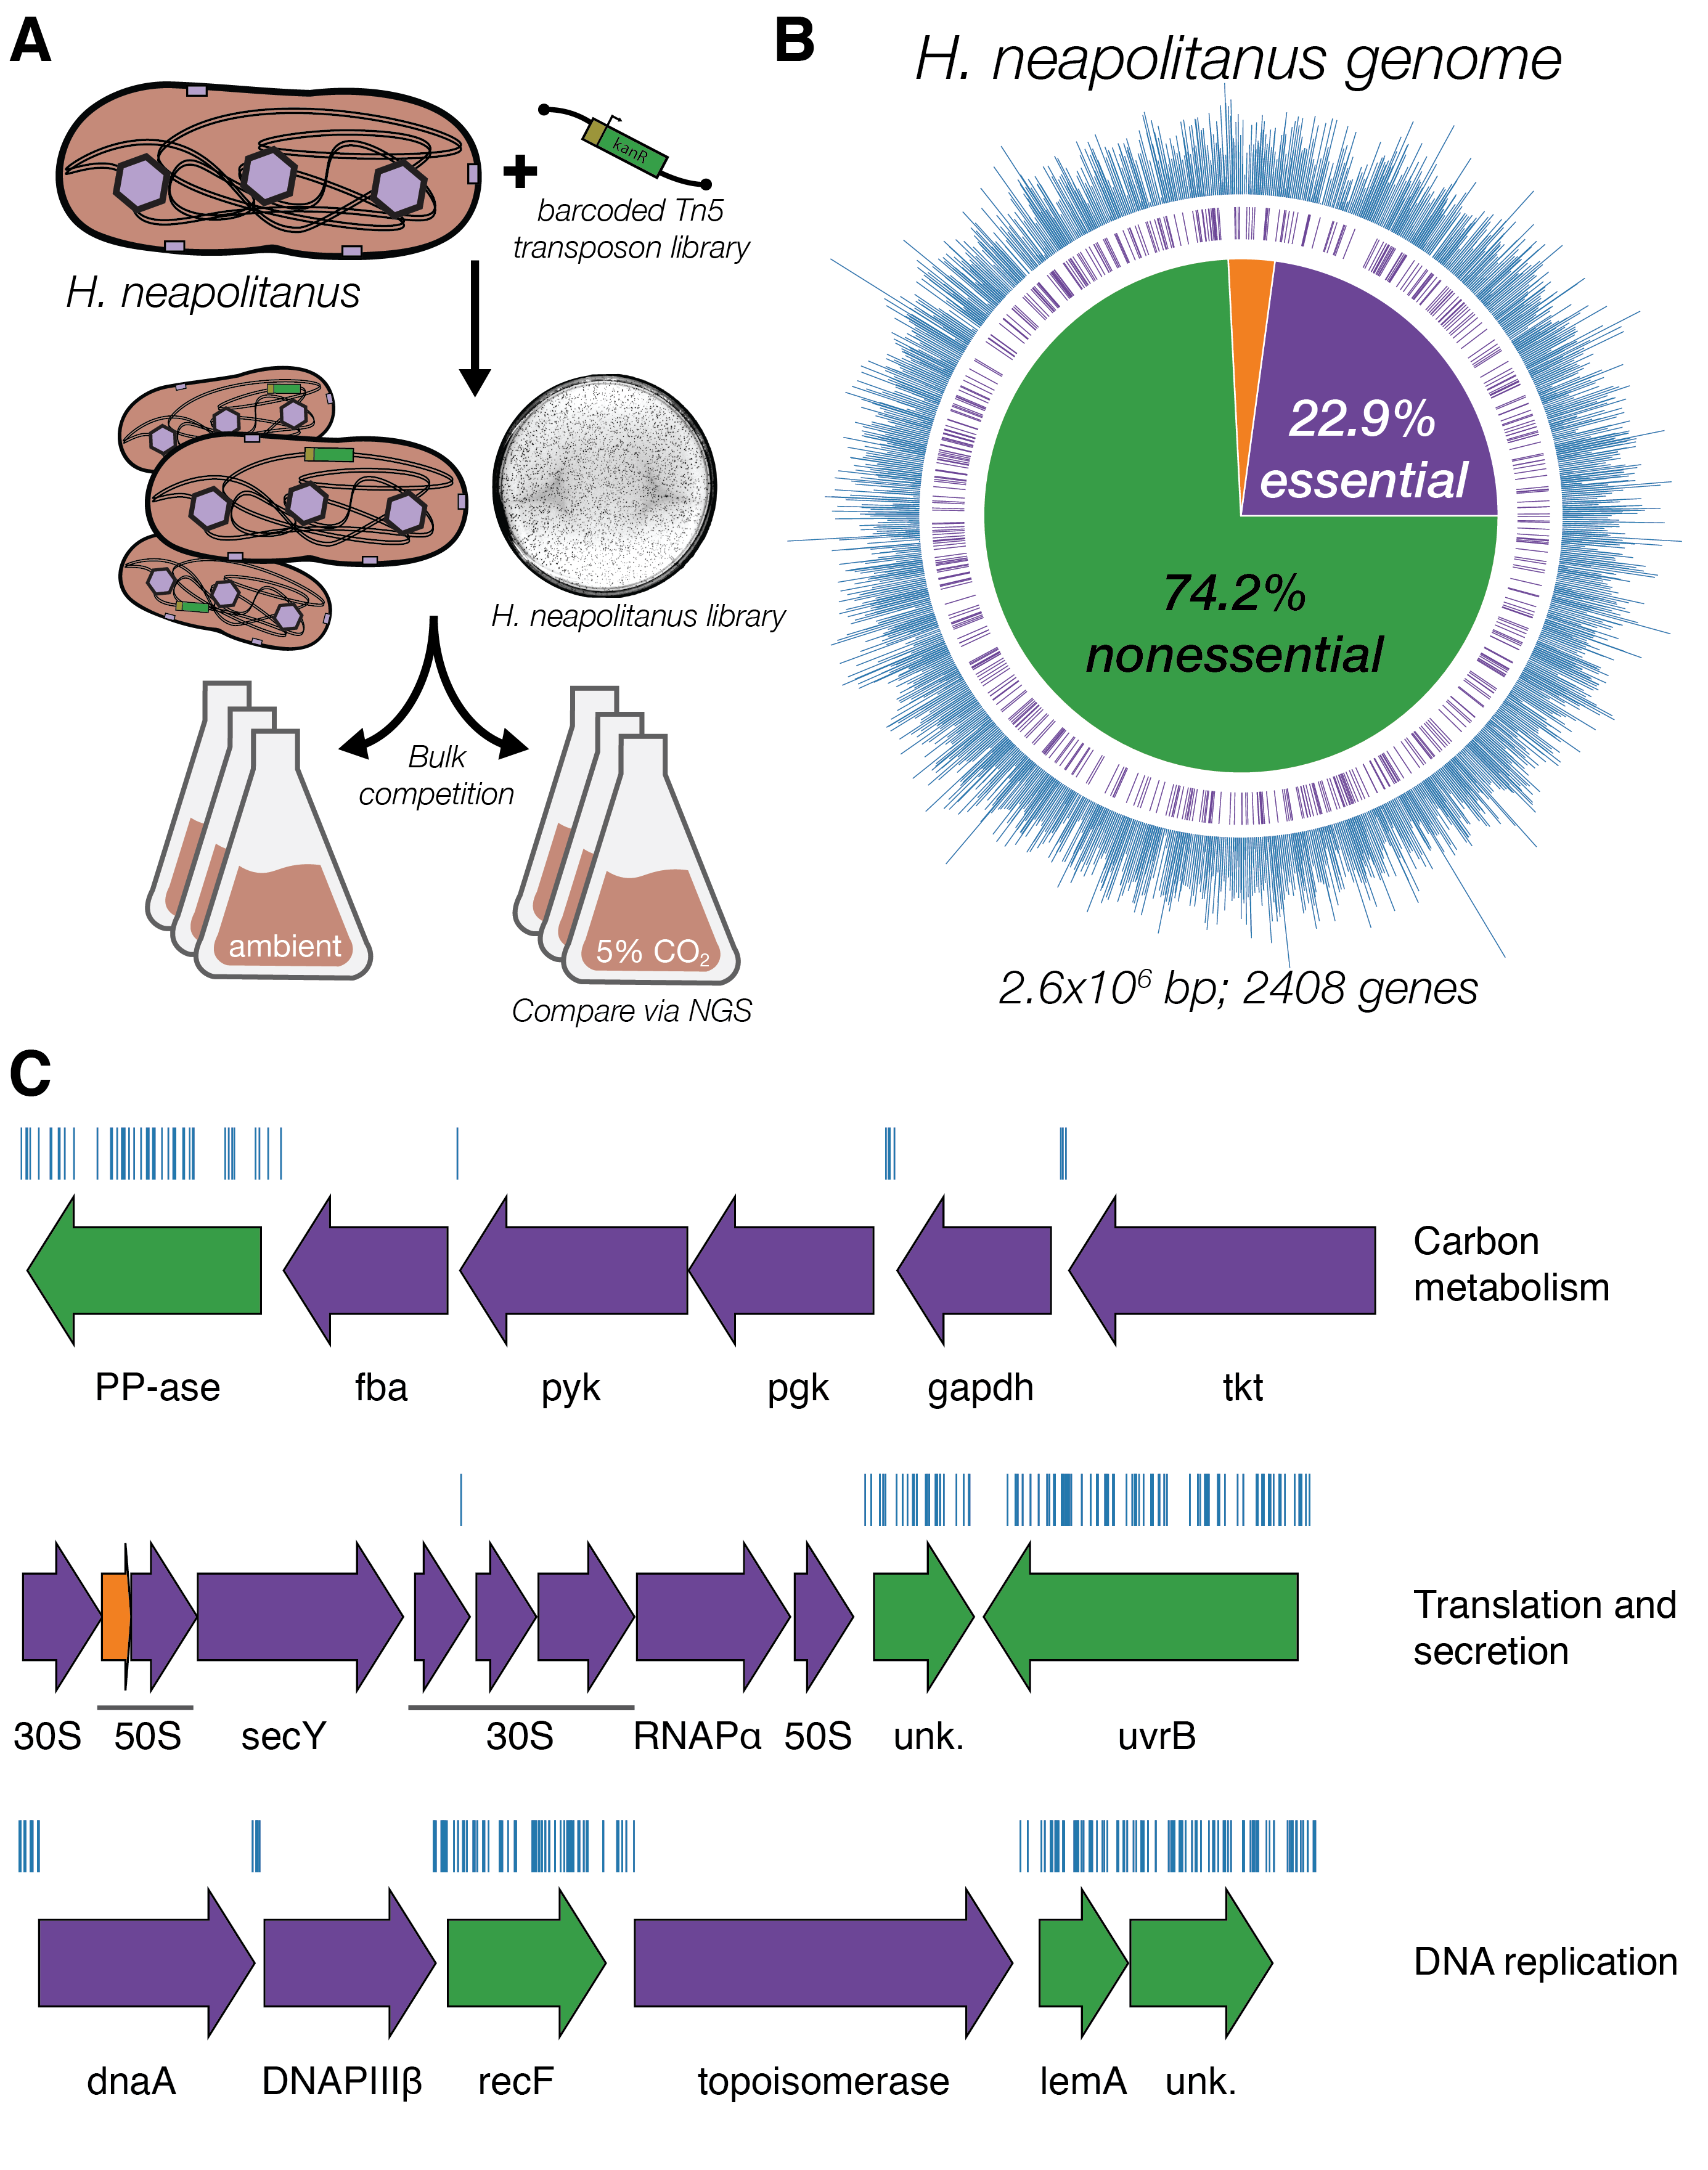 A
kanR
+
barcoded Tn5
transposon library
H. neapolitanus
H. neapolitanus library
Bulk
competition
ambient
5% CO₂
Compare via NGS
B
H. neapolitanus genome
22.9%
essential
74.2%
nonessential
2.6x10⁶ bp; 2408 genes
C
Carbon
metabolism
PP-ase fba pyk pgk gapdh tkt
Translation and
secretion
30S 50S secY 30S RNAPα 50S unk. uvrB
DNA replication
dnaA DNAPIIIβ recF topoisomerase lemA unk.